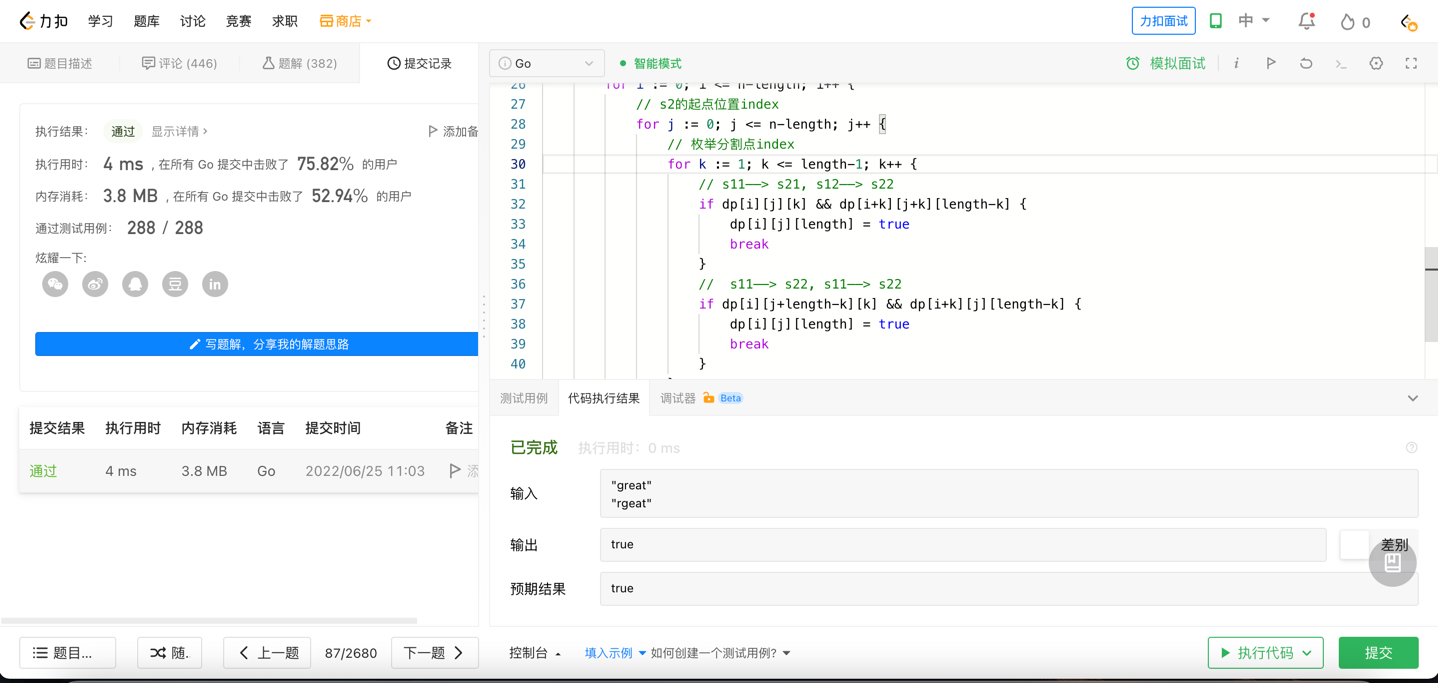 力扣 学习 题库 讨论 竞赛 求职 商店 力扣面试 中 0
题目描述 评论 (446) 题解 (382) 提交记录
执行结果： 通过 显示详情 › 添加备
执行用时： 4 ms , 在所有 Go 提交中击败了 75.82% 的用户
内存消耗： 3.8 MB , 在所有 Go 提交中击败了 52.94% 的用户
通过测试用例： 288 / 288
炫耀一下:
豆 in
写题解，分享我的解题思路
提交结果 执行用时 内存消耗 语言 提交时间 备注
通过 4 ms 3.8 MB Go 2022/06/25 11:03 添
题目... 随. 上一题 87/2680 下一题
i Go 智能模式 模拟面试 i
26 for i := 0; i <= n-length; i++ {
27 // s2的起点位置index
28 for j := 0; j <= n-length; j++ {
29 // 枚举分割点index
30 for k := 1; k <= length-1; k++ {
31 // s11——> s21, s12——> s22
32 if dp[i][j][k] && dp[i+k][j+k][length-k] {
33 dp[i][j][length] = true
34 break
35 }
36 //  s11——> s22, s11——> s22
37 if dp[i][j+length-k][k] && dp[i+k][j][length-k] {
38 dp[i][j][length] = true
39 break
40 }
测试用例 代码执行结果 调试器 Beta
已完成 执行用时：0 ms
输入 "great"
"rgeat"
输出 true 差别
预期结果 true
控制台 填入示例 如何创建一个测试用例? 执行代码 提交